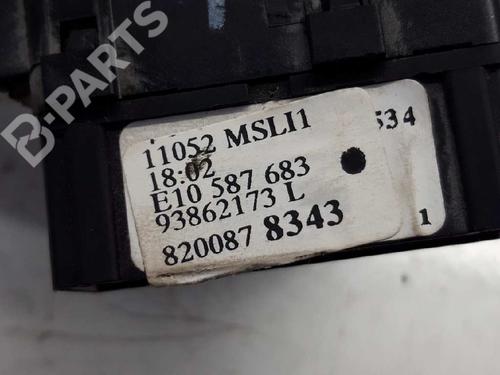 B-PARTS
11052 MSLI1
18:02
E10 587 683
93862173 L
820087 8343
534
1